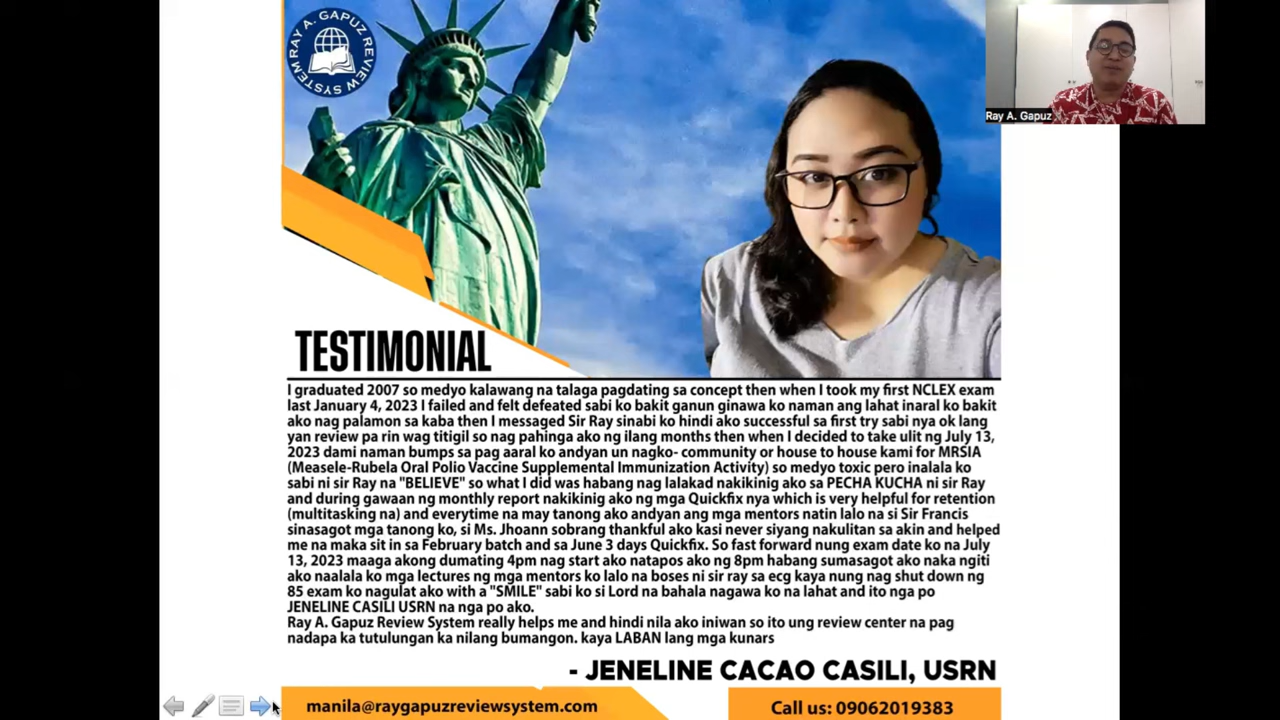 RAY A. GAPUZ REVIEW SYSTEM
Ray A. Gapuz
TESTIMONIAL
I graduated 2007 so medyo kalawang na talaga pagdating sa concept then when I took my first NCLEX exam
last January 4, 2023 I failed and felt defeated sabi ko bakit ganun ginawa ko naman ang lahat inaral ko bakit
ako nag palamon sa kaba then I messaged Sir Ray sinabi ko hindi ako successful sa first try sabi nya ok lang
yan review pa rin wag titigil so nag pahinga ako ng ilang months then when I decided to take ulit ng July 13,
2023 dami naman bumps sa pag aaral ko andyan un nagko- community or house to house kami for MRSIA
(Measele-Rubela Oral Polio Vaccine Supplemental Immunization Activity) so medyo toxic pero inalala ko
sabi ni sir Ray na "BELIEVE" so what I did was habang nag lalakad nakikinig ako sa PECHA KUCHA ni sir Ray
and during gawaan ng monthly report nakikinig ako ng mga Quickfix nya which is very helpful for retention
(multitasking na) and everytime na may tanong ako andyan ang mga mentors natin lalo na si Sir Francis
sinasagot mga tanong ko, si Ms. Jhoann sobrang thankful ako kasi never siyang nakulitan sa akin and helped
me na maka sit in sa February batch and sa June 3 days Quickfix. So fast forward nung exam date ko na July
13, 2023 maaga akong dumating 4pm nag start ako natapos ako ng 8pm habang sumasagot ako naka ngiti
ako naalala ko mga lectures ng mga mentors ko lalo na boses ni sir ray sa ecg kaya nung nag shut down ng
85 exam ko nagulat ako with a "SMILE" sabi ko si Lord na bahala nagawa ko na lahat and ito nga po
JENELINE CASILI USRN na nga po ako.
Ray A. Gapuz Review System really helps me and hindi nila ako iniwan so ito ung review center na pag
nadapa ka tutulungan ka nilang bumangon. kaya LABAN lang mga kunars
- JENELINE CACAO CASILI, USRN
manila@raygapuzreviewsystem.com
Call us: 09062019383